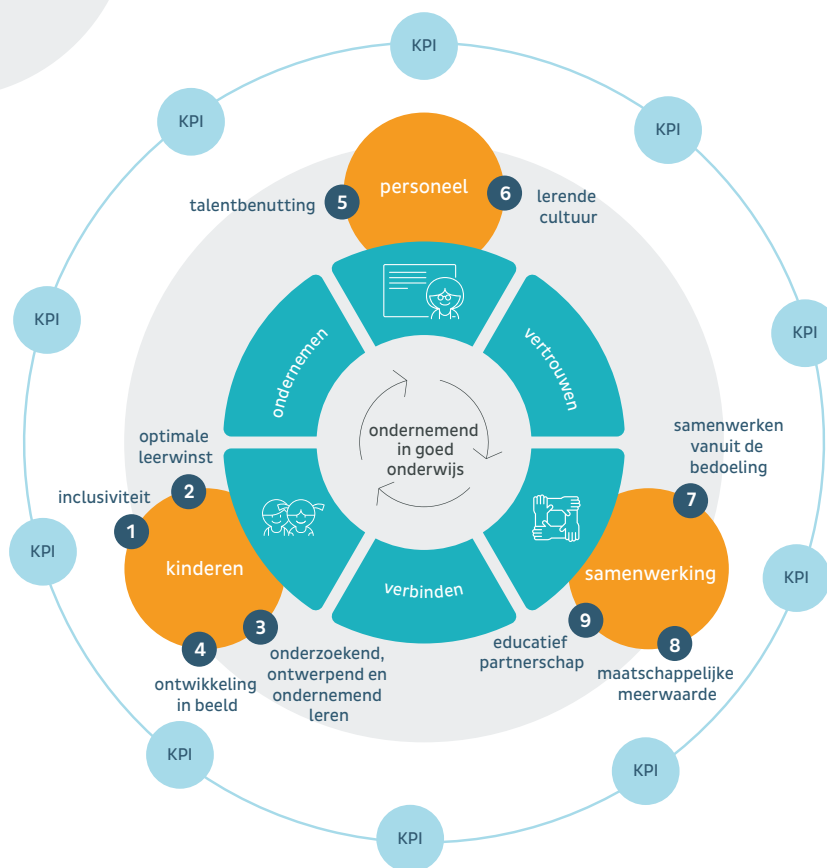 KPI
KPI
KPI
personeel
5
6
talentbenutting
lerende
cultuur
KPI
KPI
ondernemen
vertrouwen
ondernemend
in goed
onderwijs
optimale
leerwinst
samenwerken
vanuit de
bedoeling
inclusiviteit
2
7
1
KPI
kinderen
samenwerking
KPI
verbinden
3
9
4
8
onderzoekend,
ontwerpend en
ondernemend
leren
educatief
partnerschap
ontwikkeling
in beeld
maatschappelijke
meerwaarde
KPI
KPI
KPI